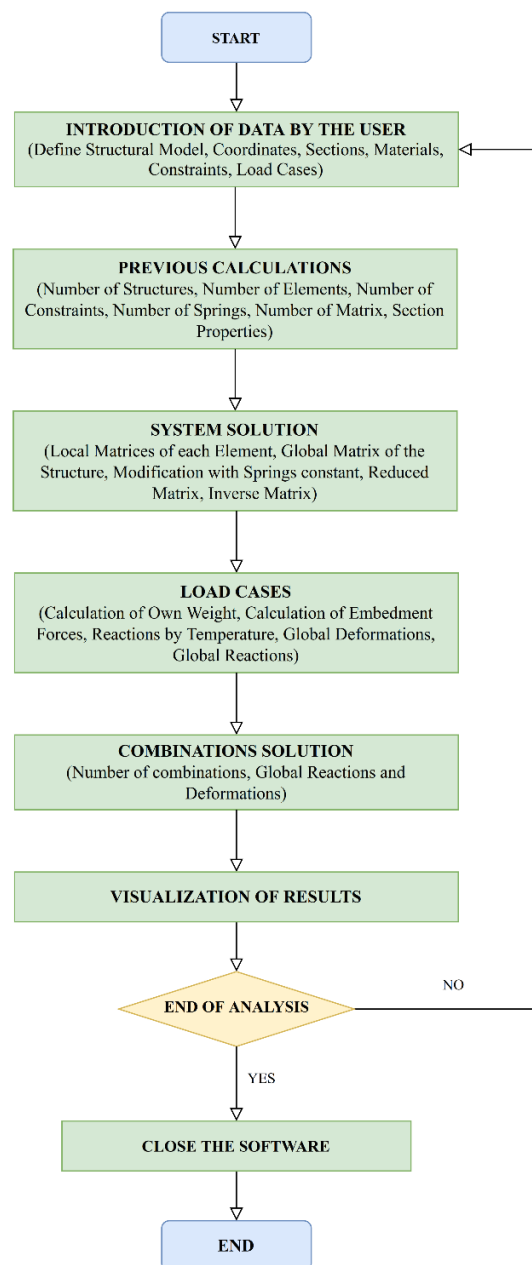 START
INTRODUCTION OF DATA BY THE USER
(Define Structural Model, Coordinates, Sections, Materials,
Constraints, Load Cases)
PREVIOUS CALCULATIONS
(Number of Structures, Number of Elements, Number of
Constraints, Number of Springs, Number of Matrix, Section
Properties)
SYSTEM SOLUTION
(Local Matrices of each Element, Global Matrix of the
Structure, Modification with Springs constant, Reduced
Matrix, Inverse Matrix)
LOAD CASES
(Calculation of Own Weight, Calculation of Embedment
Forces, Reactions by Temperature, Global Deformations,
Global Reactions)
COMBINATIONS SOLUTION
(Number of combinations, Global Reactions and
Deformations)
VISUALIZATION OF RESULTS
END OF ANALYSIS
NO
YES
CLOSE THE SOFTWARE
END